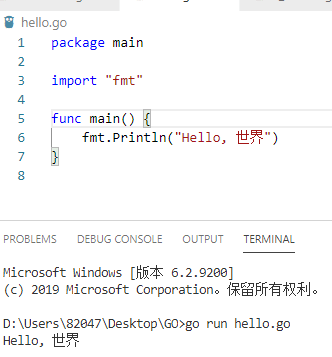 hello.go
1 package main
2
3 import "fmt"
4
5 func main() {
6 fmt.Println("Hello, 世界")
7 }
8
PROBLEMS DEBUG CONSOLE OUTPUT TERMINAL
Microsoft Windows [版本 6.2.9200]
(c) 2019 Microsoft Corporation。保留所有权利。
D:\Users\82047\Desktop\GO>go run hello.go
Hello, 世界